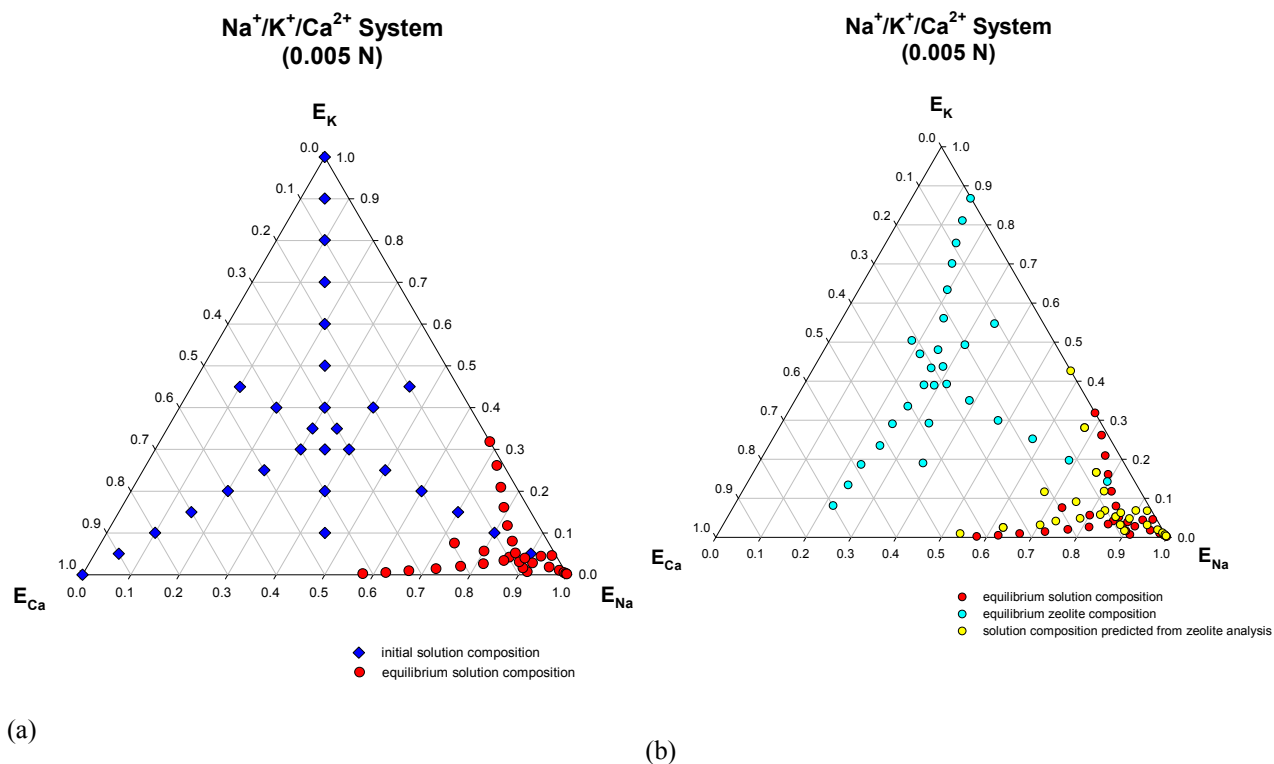 Na⁺/K⁺/Ca²⁺ System
(0.005 N)
E_K
0.0 1.0
0.1 0.9
0.2 0.8
0.3 0.7
0.4 0.6
0.5 0.5
0.6 0.4
0.7 0.3
0.8 0.2
0.9 0.1
1.0 0.0
0.0 0.1 0.2 0.3 0.4 0.5 0.6 0.7 0.8 0.9 1.0
E_Ca E_Na
initial solution composition
equilibrium solution composition
(a)
Na⁺/K⁺/Ca²⁺ System
(0.005 N)
E_K
0.0 1.0
0.1 0.9
0.2 0.8
0.3 0.7
0.4 0.6
0.5 0.5
0.6 0.4
0.7 0.3
0.8 0.2
0.9 0.1
1.0 0.0
0.0 0.1 0.2 0.3 0.4 0.5 0.6 0.7 0.8 0.9 1.0
E_Ca E_Na
equilibrium solution composition
equilibrium zeolite composition
solution composition predicted from zeolite analysis
(b)